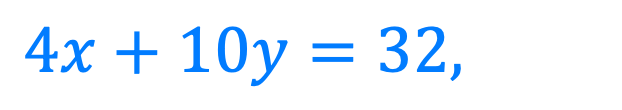 4x + 10y = 32,